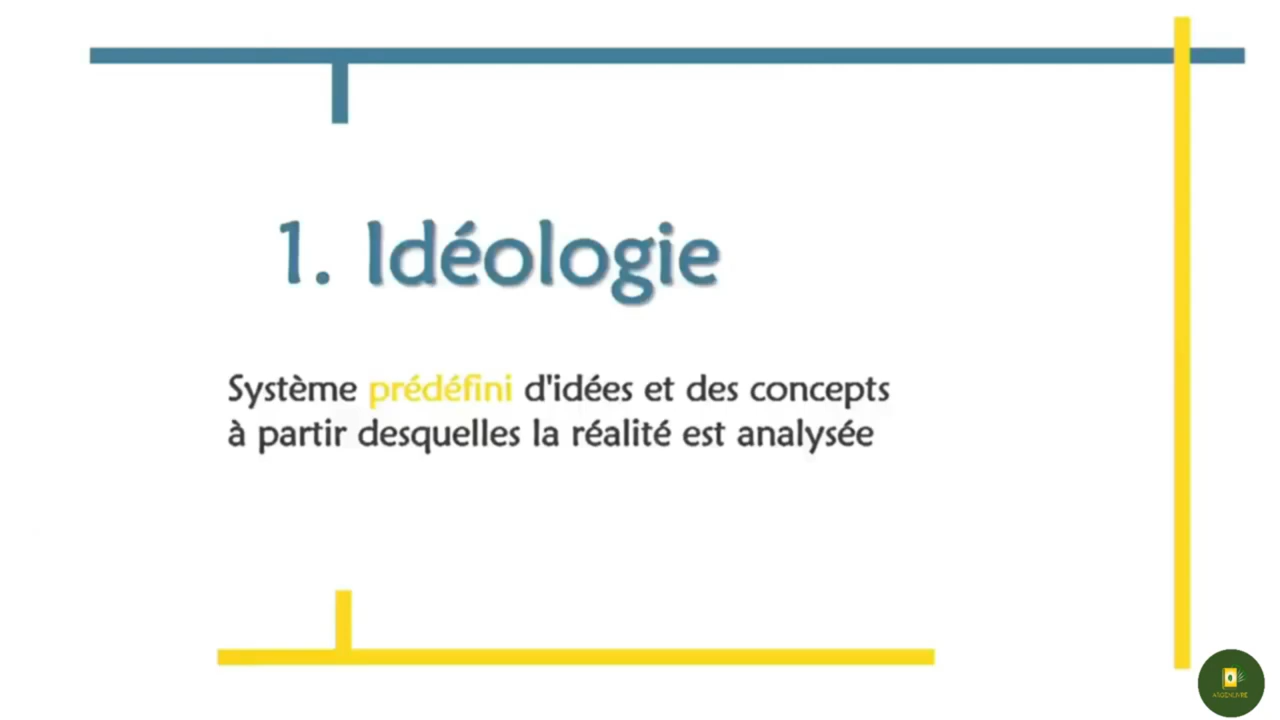 1. Idéologie
Système prédéfini d'idées et des concepts
à partir desquelles la réalité est analysée